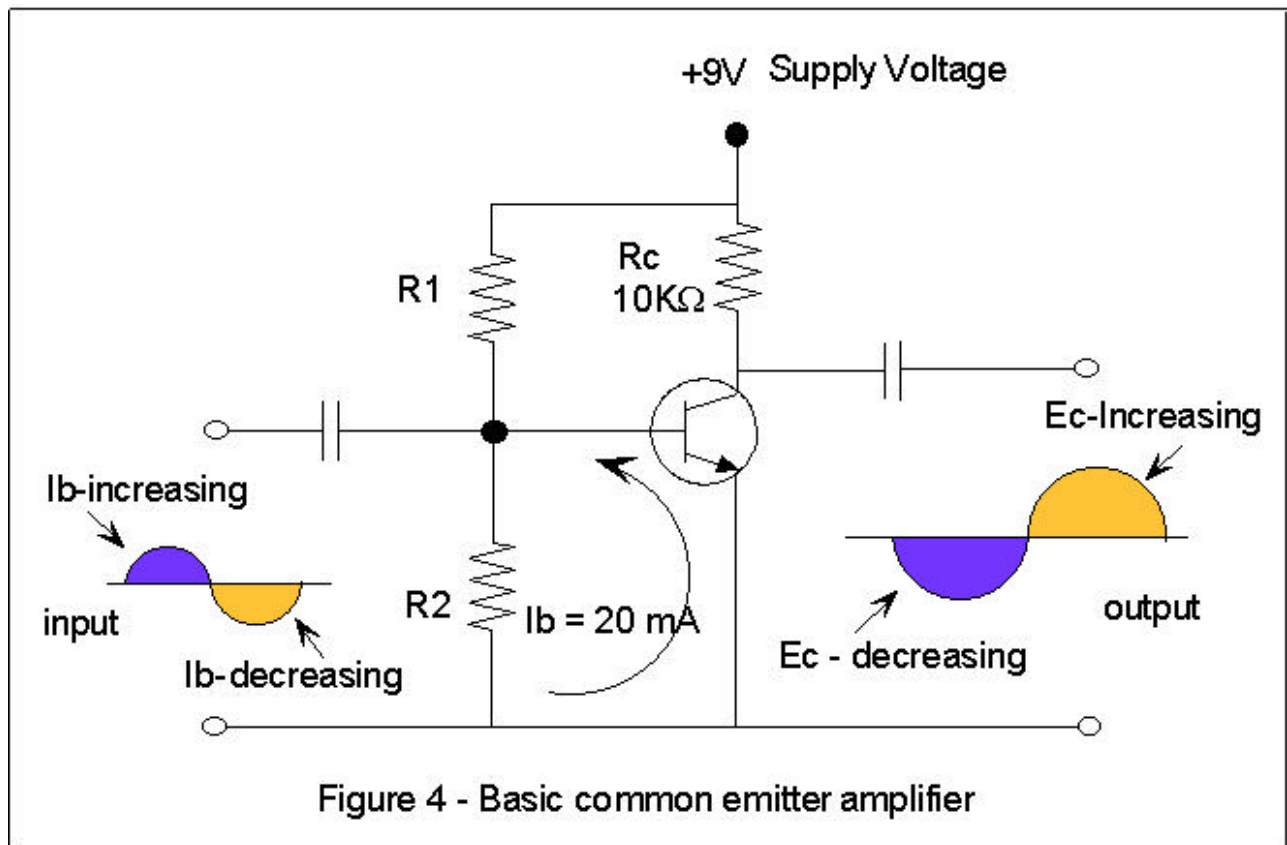 +9V Supply Voltage
R1
Rc
10KΩ
Ec-Increasing
Ib-increasing
R2
Ib = 20 mA
input
output
Ec - decreasing
Ib-decreasing
Figure 4 - Basic common emitter amplifier